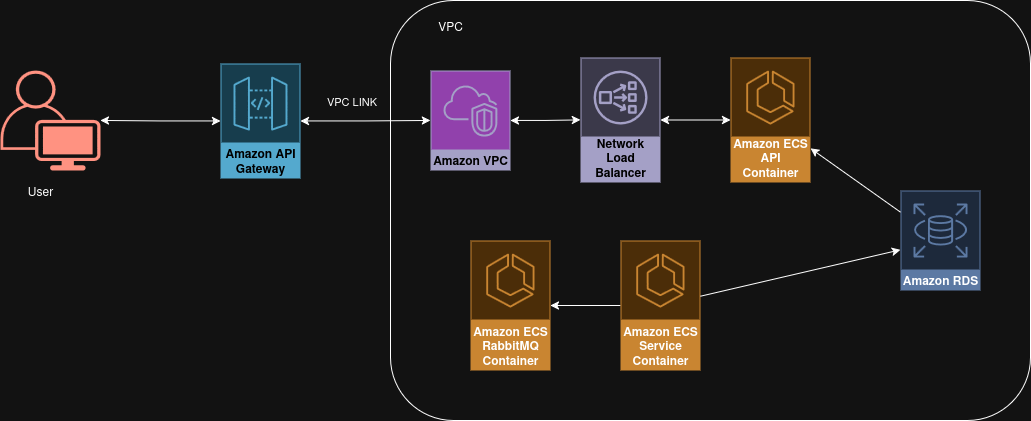 VPC
VPC LINK
User
Amazon API
Gateway
Amazon VPC
Network
Load
Balancer
Amazon ECS
API
Container
Amazon RDS
Amazon ECS
RabbitMQ
Container
Amazon ECS
Service
Container